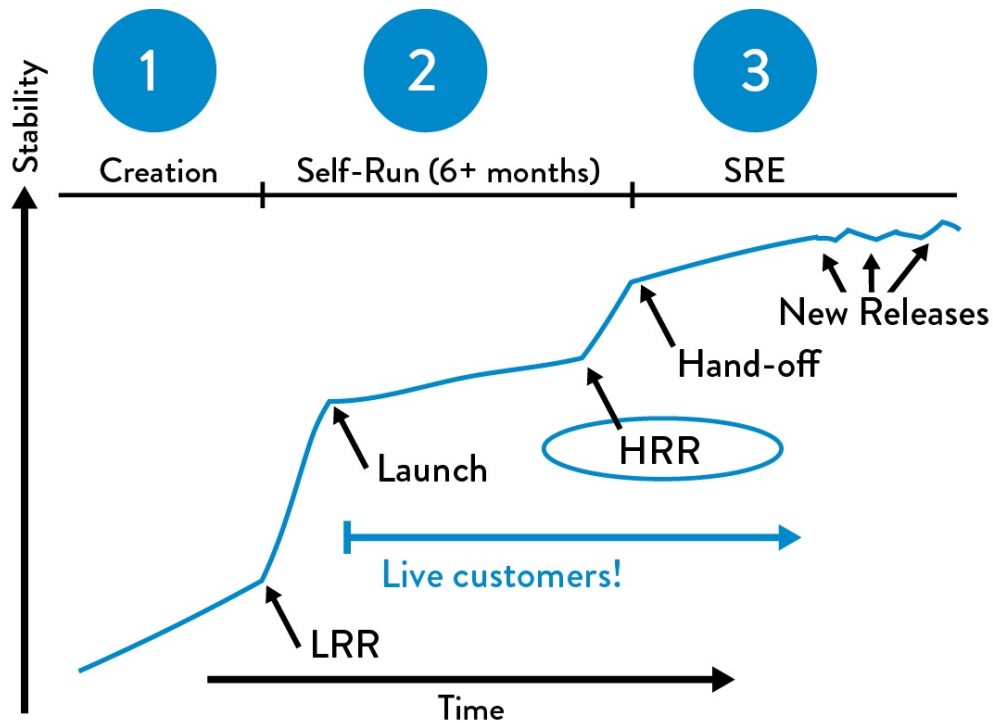 1
2
3
Stability
Creation
Self-Run (6+ months)
SRE
New Releases
Hand-off
HRR
Launch
Live customers!
LRR
Time